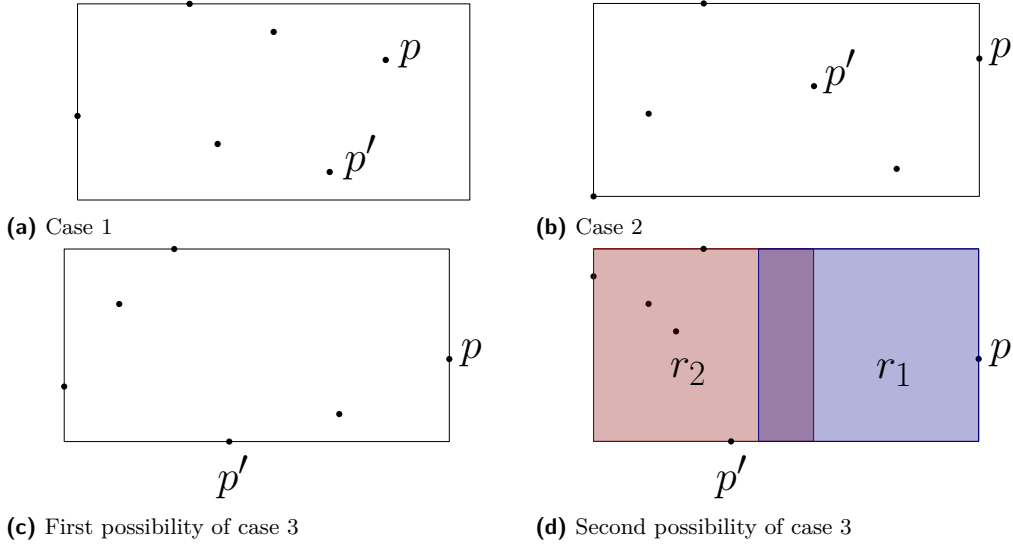 p
p′
(a) Case 1
p
p′
(b) Case 2
p
p′
(c) First possibility of case 3
r₂
r₁
p
p′
(d) Second possibility of case 3